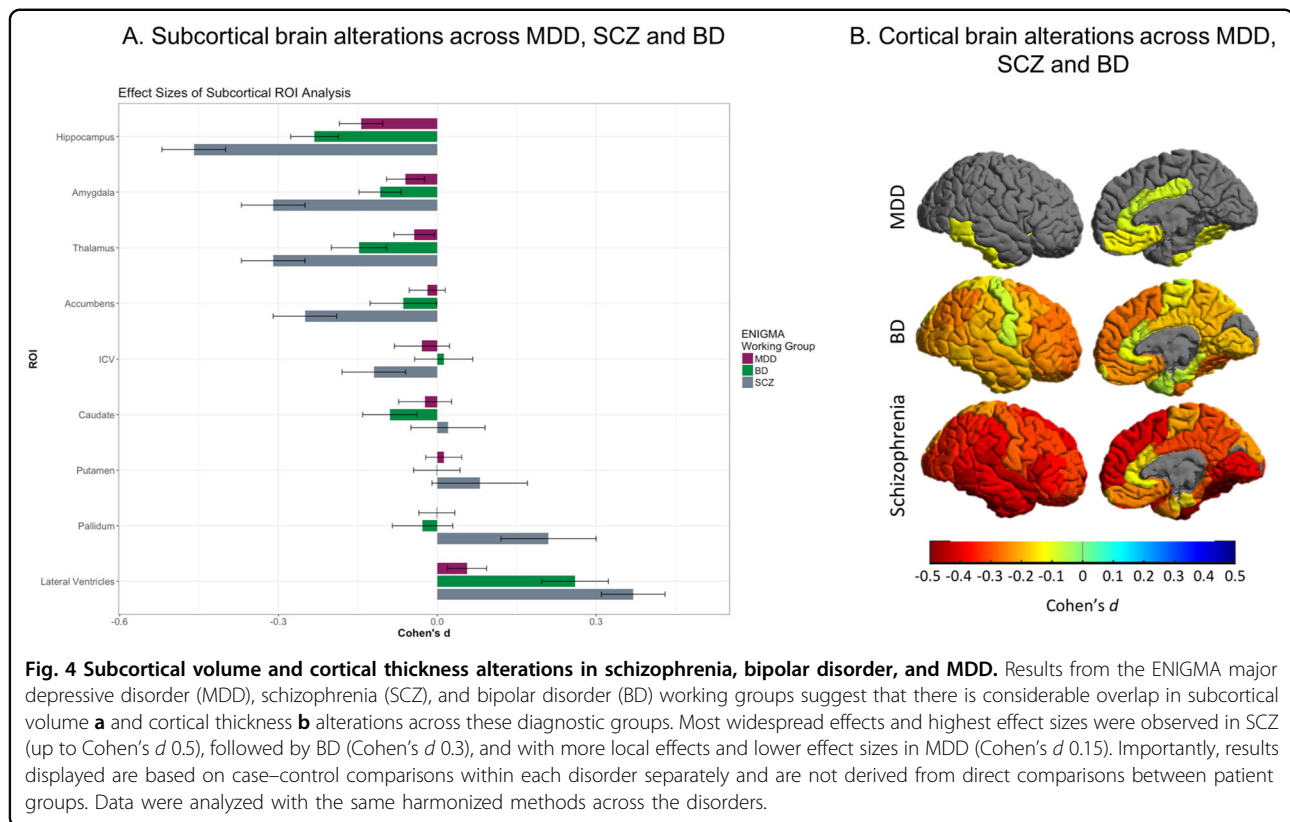 A. Subcortical brain alterations across MDD, SCZ and BD
Effect Sizes of Subcortical ROI Analysis
ROI
Hippocampus
Amygdala
Thalamus
Accumbens
ICV
Caudate
Putamen
Pallidum
Lateral Ventricles
-0.6 -0.3 0.0 0.3
Cohen's d
ENIGMA
Working Group
MDD
BD
SCZ
B. Cortical brain alterations across MDD,
SCZ and BD
MDD
BD
Schizophrenia
-0.5 -0.4 -0.3 -0.2 -0.1 0 0.1 0.2 0.3 0.4 0.5
Cohen's d
Fig. 4 Subcortical volume and cortical thickness alterations in schizophrenia, bipolar disorder, and MDD. Results from the ENIGMA major
depressive disorder (MDD), schizophrenia (SCZ), and bipolar disorder (BD) working groups suggest that there is considerable overlap in subcortical
volume a and cortical thickness b alterations across these diagnostic groups. Most widespread effects and highest effect sizes were observed in SCZ
(up to Cohen's d 0.5), followed by BD (Cohen's d 0.3), and with more local effects and lower effect sizes in MDD (Cohen's d 0.15). Importantly, results
displayed are based on case–control comparisons within each disorder separately and are not derived from direct comparisons between patient
groups. Data were analyzed with the same harmonized methods across the disorders.